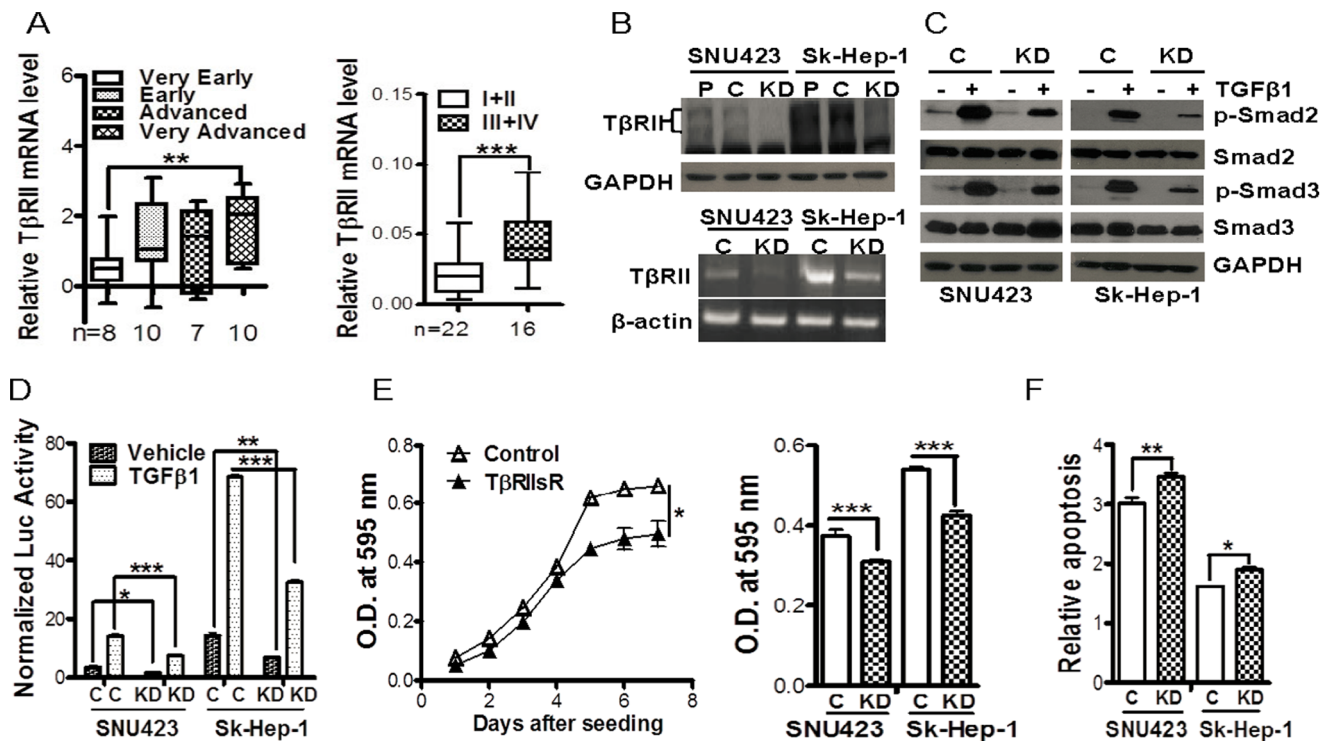 A
Relative TβRII mRNA level
6
4
2
0
Very Early
Early
Advanced
Very Advanced
**
n=8 10 7 10
Relative TβRII mRNA level
0.15
0.10
0.05
0.00
I+II
III+IV
***
n=22 16
B
SNU423 Sk-Hep-1
P C KD P C KD
TβRII
GAPDH
SNU423 Sk-Hep-1
C KD C KD
TβRII
β-actin
C
C KD C KD
- + - + - + - + TGFβ1
p-Smad2
Smad2
p-Smad3
Smad3
GAPDH
SNU423 Sk-Hep-1
D
Normalized Luc Activity
80
60
40
20
0
Vehicle
TGFβ1
**
***
***
*
C C KD KD C C KD KD
SNU423 Sk-Hep-1
E
O.D. at 595 nm
0.8
0.6
0.4
0.2
0.0
Control
TβRIIsR
*
0 2 4 6 8
Days after seeding
O.D. at 595 nm
0.6
0.4
0.2
0.0
***
***
C KD C KD
SNU423 Sk-Hep-1
F
Relative apoptosis
4
3
2
1
0
**
*
C KD C KD
SNU423 Sk-Hep-1